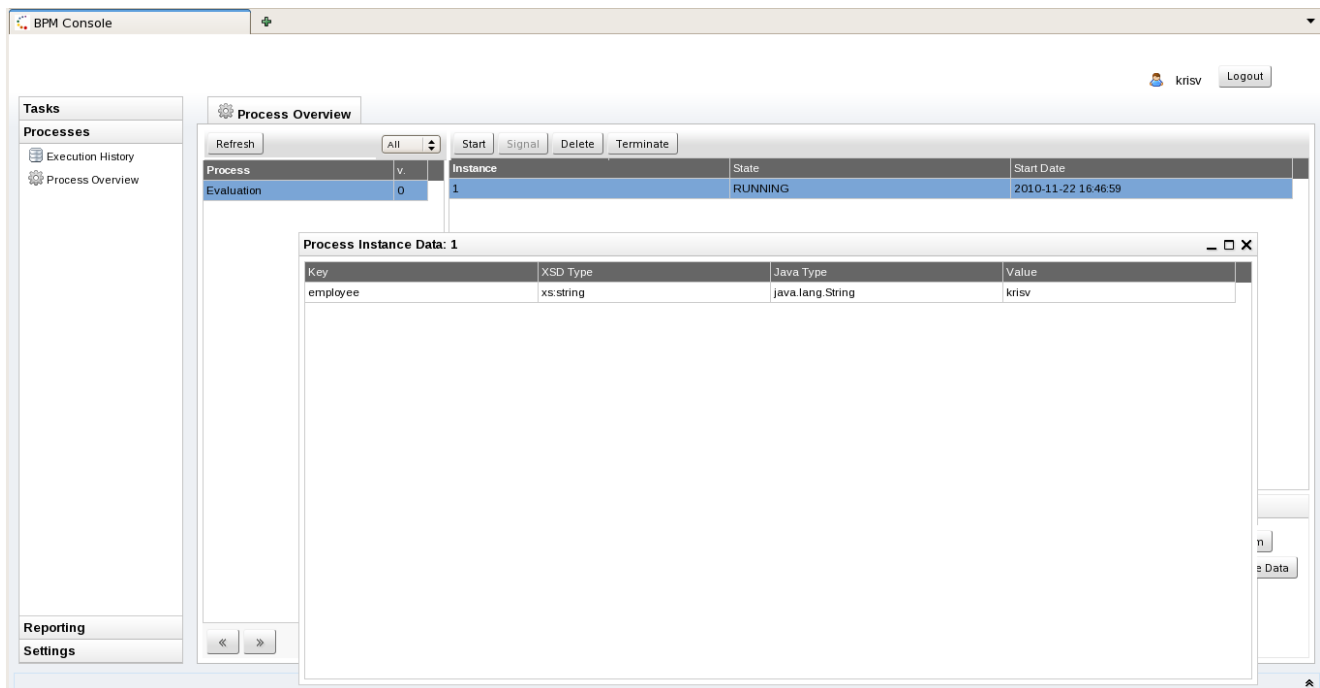 BPM Console
krisv Logout
Tasks
Processes
Execution History
Process Overview
Reporting
Settings
Process Overview
Refresh All Start Signal Delete Terminate
Process v. Instance State Start Date
Evaluation 0 1 RUNNING 2010-11-22 16:46:59
Process Instance Data: 1
Key XSD Type Java Type Value
employee xs:string java.lang.String krisv
e Data
« »